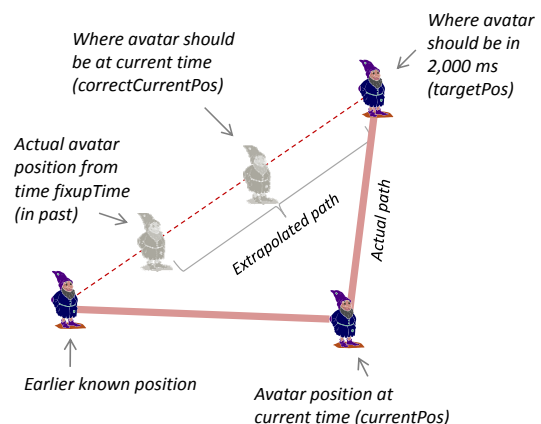 Where avatar should
be at current time
(correctCurrentPos)
Where avatar
should be in
2,000 ms
(targetPos)
Actual avatar
position from
time fixupTime
(in past)
Extrapolated path
Actual path
Earlier known position
Avatar position at
current time (currentPos)